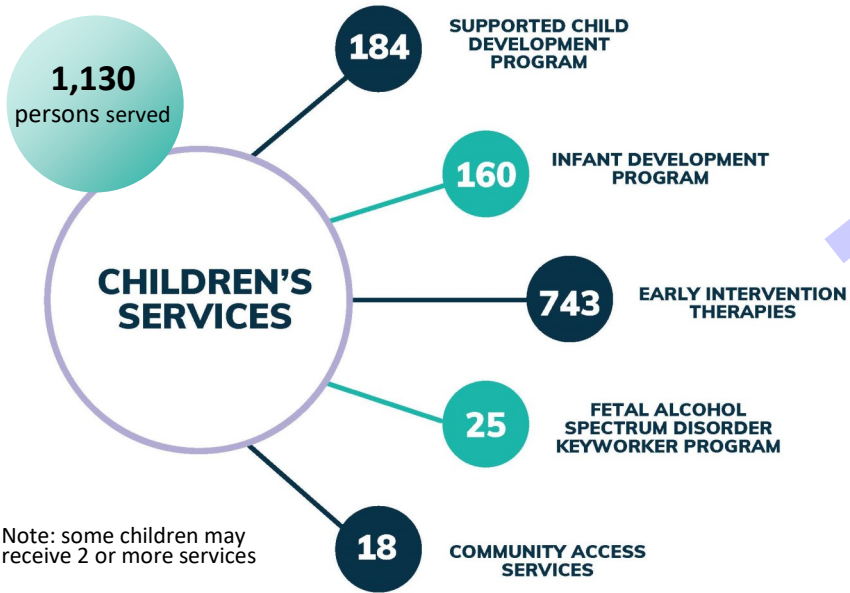 1,130
persons served
CHILDREN'S
SERVICES
184
SUPPORTED CHILD
DEVELOPMENT
PROGRAM
160
INFANT DEVELOPMENT
PROGRAM
743
EARLY INTERVENTION
THERAPIES
25
FETAL ALCOHOL
SPECTRUM DISORDER
KEYWORKER PROGRAM
18
COMMUNITY ACCESS
SERVICES
Note: some children may
receive 2 or more services